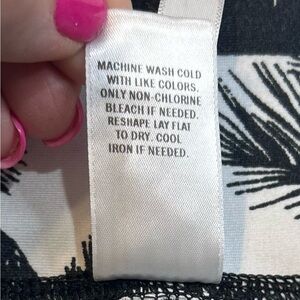 MACHINE WASH COLD
WITH LIKE COLORS.
ONLY NON-CHLORINE
BLEACH IF NEEDED.
RESHAPE LAY FLAT
TO DRY. COOL
IRON IF NEEDED.